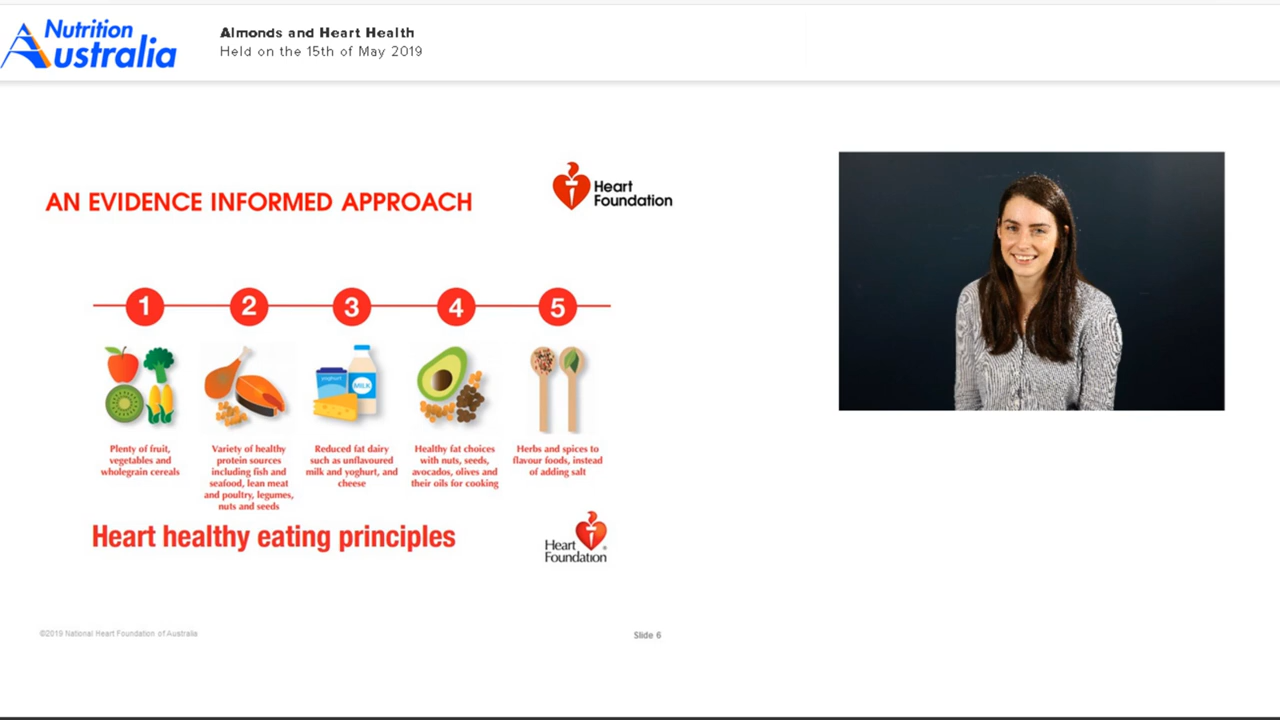 Nutrition
Australia
Almonds and Heart Health
Held on the 15th of May 2019
AN EVIDENCE INFORMED APPROACH
Heart
Foundation
1 2 3 4 5
yoghurt
MILK
Plenty of fruit,
vegetables and
wholegrain cereals
Variety of healthy
protein sources
including fish and
seafood, lean meat
and poultry, legumes,
nuts and seeds
Reduced fat dairy
such as unflavoured
milk and yoghurt, and
cheese
Healthy fat choices
with nuts, seeds,
avocados, olives and
their oils for cooking
Herbs and spices to
flavour foods, instead
of adding salt
Heart healthy eating principles
Heart
Foundation
©2019 National Heart Foundation of Australia
Slide 6